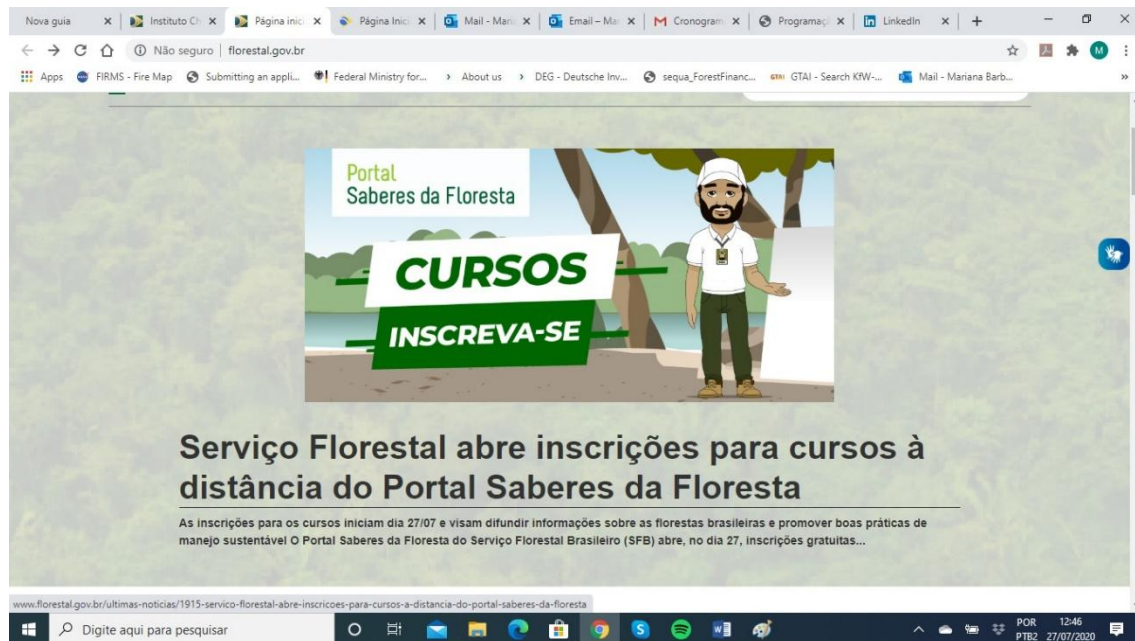 Nova guia
Instituto Ch
Página inici
Página Inici
Mail - Mari
Email – Ma
Cronogram
Programaç
LinkedIn
Não seguro | florestal.gov.br
M
Apps
FIRMS - Fire Map
Submitting an appli...
Federal Ministry for...
About us
DEG - Deutsche Inv...
sequa_ForestFinanc...
GTAI GTAI - Search KfW-...
Mail - Mariana Barb...
Portal
Saberes da Floresta
CURSOS
INSCREVA-SE
Serviço Florestal abre inscrições para cursos à
distância do Portal Saberes da Floresta
As inscrições para os cursos iniciam dia 27/07 e visam difundir informações sobre as florestas brasileiras e promover boas práticas de
manejo sustentável O Portal Saberes da Floresta do Serviço Florestal Brasileiro (SFB) abre, no dia 27, inscrições gratuitas...
www.florestal.gov.br/ultimas-noticias/1915-servico-florestal-abre-inscricoes-para-cursos-a-distancia-do-portal-saberes-da-floresta
Digite aqui para pesquisar
POR 12:46
PTB2 27/07/2020